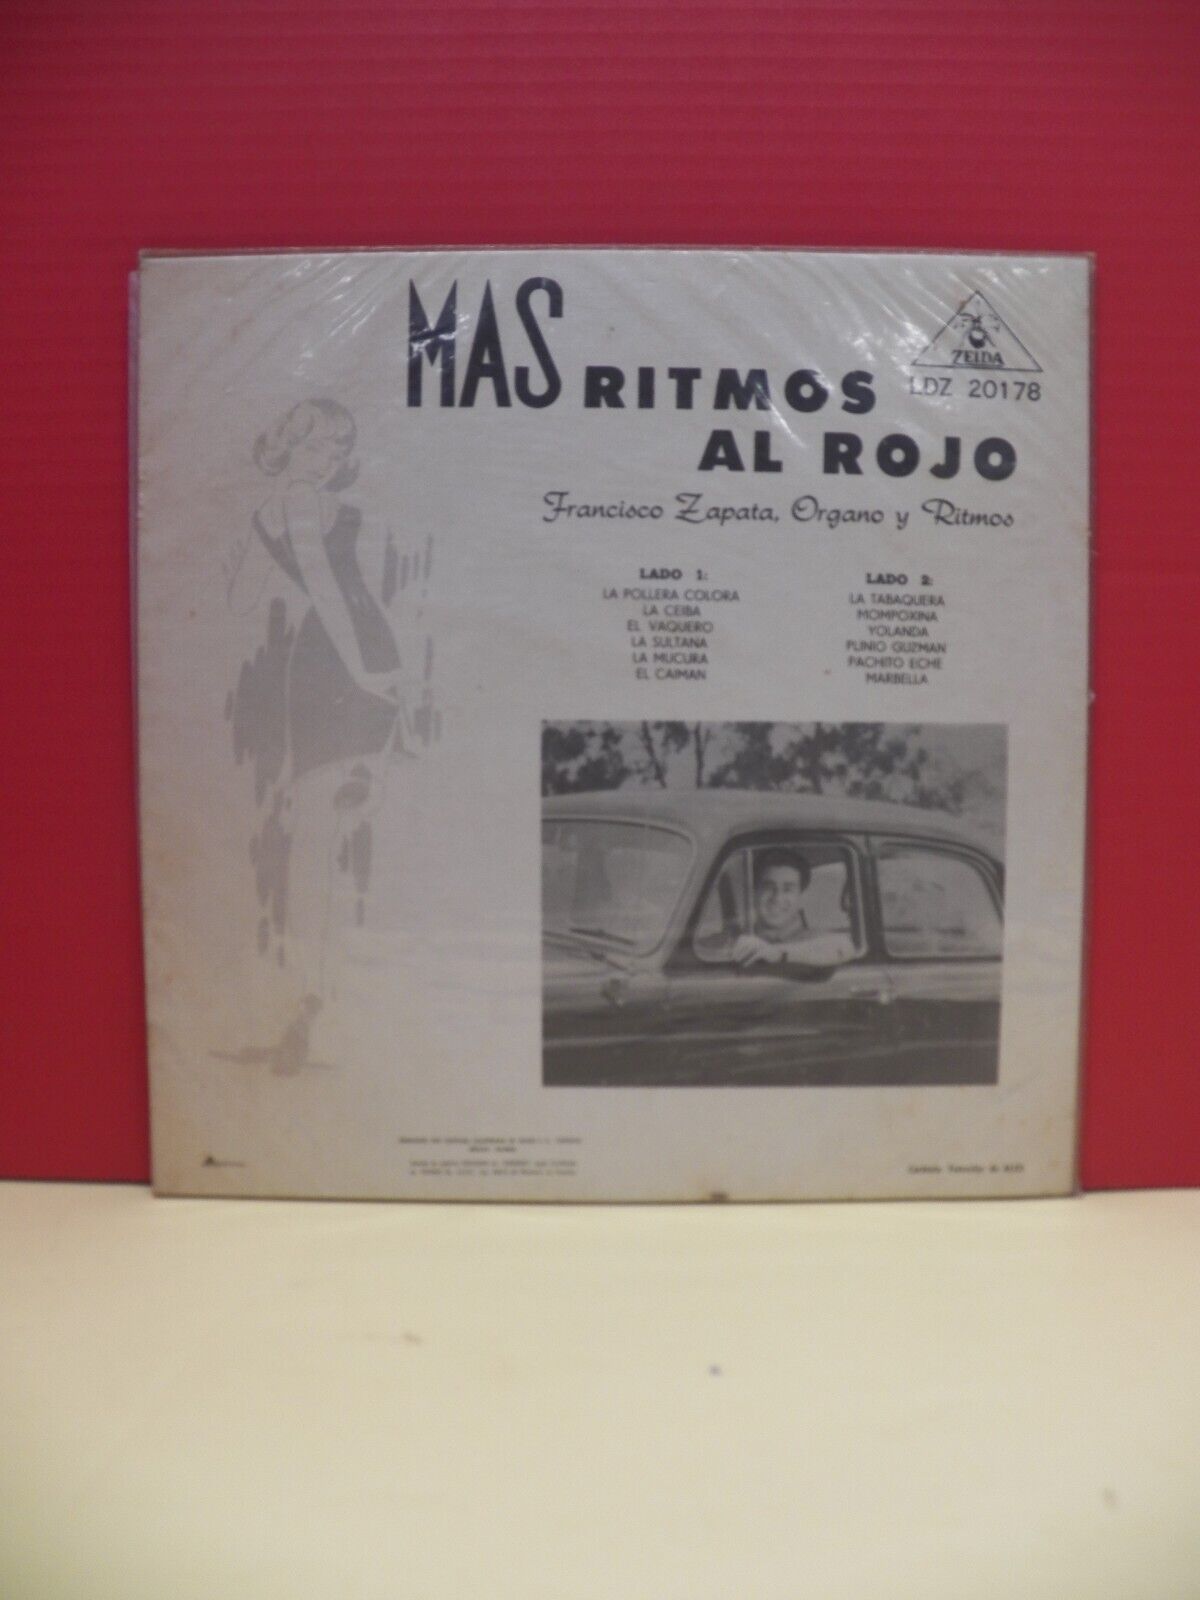 MAS RITMOS
AL ROJO
ZEIDA
LDZ 20178
Francisco Zapata, Organo y Ritmos
LADO 1:
LA POLLERA COLORA
LA CEIBA
EL VAQUERO
LA SULTANA
LA MUCURA
EL CAIMAN
LADO 2:
LA TABAQUERA
MOMPOXINA
YOLANDA
PLINIO GUZMAN
PACHITO ECHE
MARBELLA